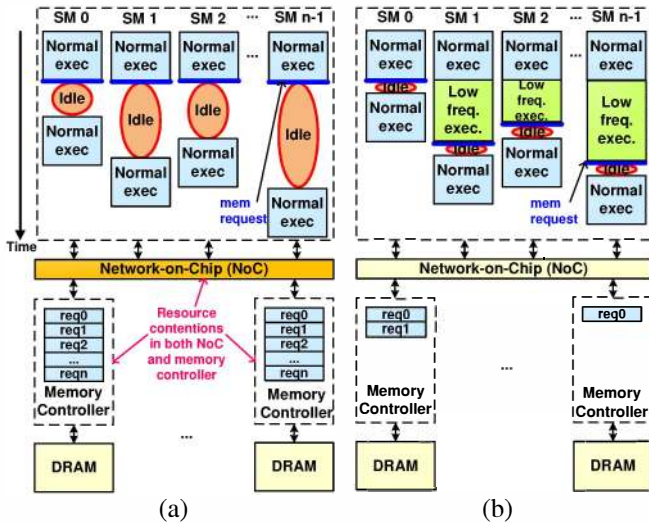 SM 0 SM 1 SM 2 ... SM n-1
Normal exec
Normal exec
Normal exec
...
Normal exec
Idle
Idle
Idle
Idle
Normal exec
Normal exec
Normal exec
Normal exec
mem request
Time
Network-on-Chip (NoC)
req0
req1
req2
...
reqn
Memory Controller
Resource contentions in both NoC and memory controller
req0
req1
req2
...
reqn
Memory Controller
DRAM
...
DRAM
(a)
SM 0 SM 1 SM 2 ... SM n-1
Normal exec
Normal exec
Normal exec
...
Normal exec
Idle
Normal exec
Low freq. exec.
Idle
Normal exec
Low freq. exec.
Idle
Normal exec
Low freq. exec.
Idle
Normal exec
mem request
Network-on-Chip (NoC)
req0
req1
Memory Controller
...
req0
Memory Controller
DRAM
...
DRAM
(b)